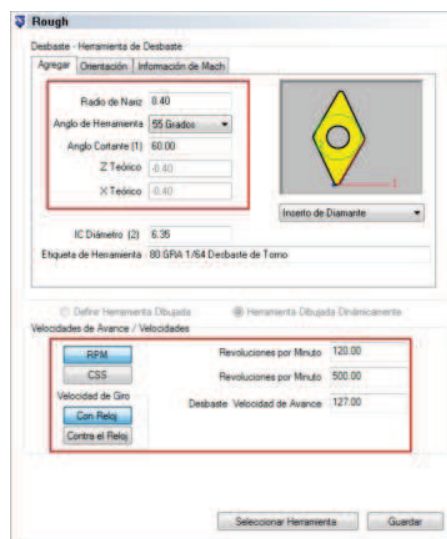 Rough
Desbaste - Herramienta de Desbaste
Agregar Orientación Información de Mach
Radio de Nariz 0.40
Anglo de Herramienta 55 Grados
Anglo Cortante (1) 60.00
Z Teórico -0.40
X Teórico -0.40
1
Inserto de Diamante
IC Diámetro (2) 6.35
Etiqueta de Herramienta 80 GRA 1/64 Desbaste de Torno
Definir Herramienta Dibujada Herramienta Dibujada Dinámicamente
Velocidades de Avance / Velocidades
RPM Revoluciones por Minuto 120.00
CSS Revoluciones por Minuto 500.00
Velocidad de Giro Desbaste Velocidad de Avance 127.00
Con Reloj
Contra el Reloj
Seleccionar Herramienta Guardar